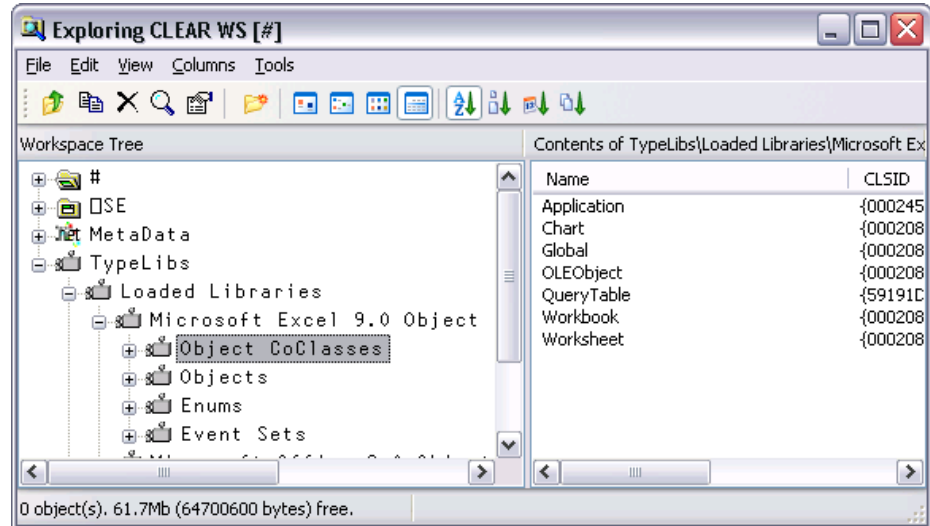 Exploring CLEAR WS [#]
File Edit View Columns Tools
Workspace Tree
Contents of TypeLibs\Loaded Libraries\Microsoft Ex
#
⎕SE
MetaData
TypeLibs
Loaded Libraries
Microsoft Excel 9.0 Object
Object CoClasses
Objects
Enums
Event Sets
Name CLSID
Application {000245
Chart {000208
Global {000208
OLEObject {000208
QueryTable {59191D
Workbook {000208
Worksheet {000208
0 object(s). 61.7Mb (64700600 bytes) free.